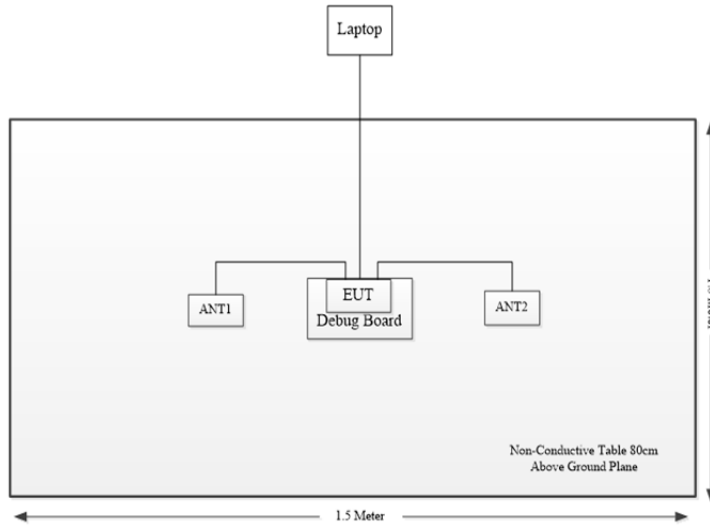 Laptop
EUT
Debug Board
ANT1
ANT2
Non-Conductive Table 80cm
Above Ground Plane
1.5 Meter